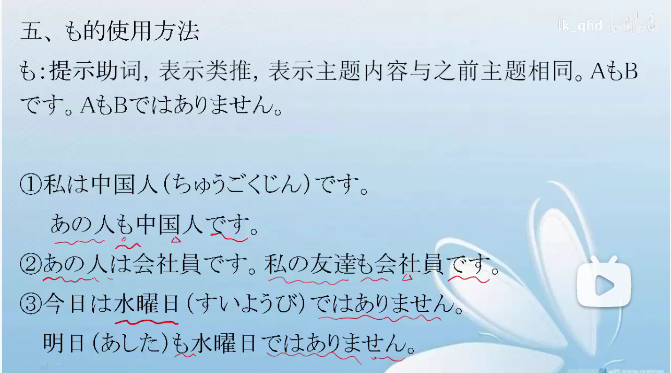 lk_qhd
五、も的使用方法
も：提示助词，表示类推，表示主题内容与之前主题相同。AもB
です。AもBではありません。
①私は中国人（ちゅうごくじん）です。
あの人も中国人です。
②あの人は会社員です。私の友達も会社員です。
③今日は水曜日（すいようび）ではありません。
明日（あした）も水曜日ではありません。